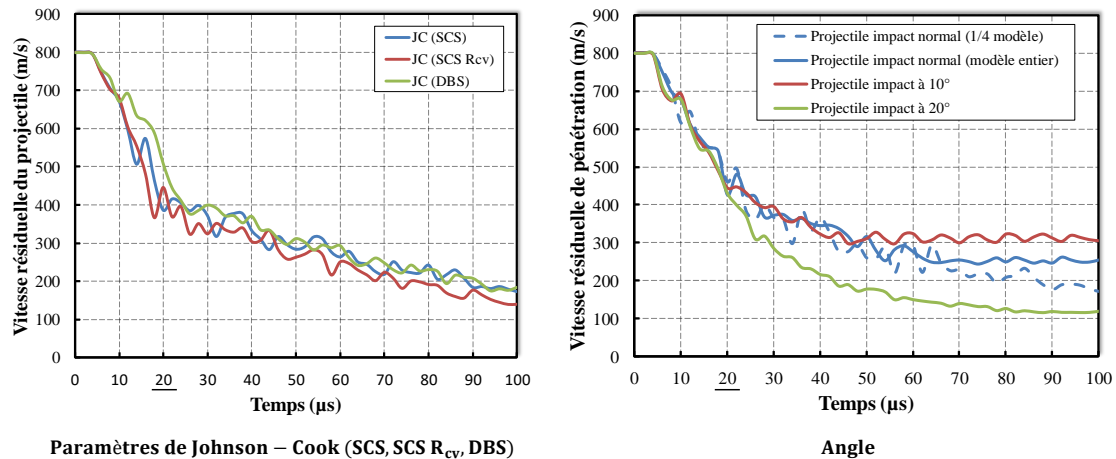 Vitesse résiduelle du projectile (m/s)
900
800
700
600
500
400
300
200
100
0
JC (SCS)
JC (SCS Rcv)
JC (DBS)
0 10 20 30 40 50 60 70 80 90 100
Temps (µs)
Paramètres de Johnson – Cook (SCS, SCS Rcv, DBS)
Vitesse résiduelle de pénétration (m/s)
900
800
700
600
500
400
300
200
100
0
Projectile impact normal (1/4 modèle)
Projectile impact normal (modèle entier)
Projectile impact à 10°
Projectile impact à 20°
0 10 20 30 40 50 60 70 80 90 100
Temps (µs)
Angle